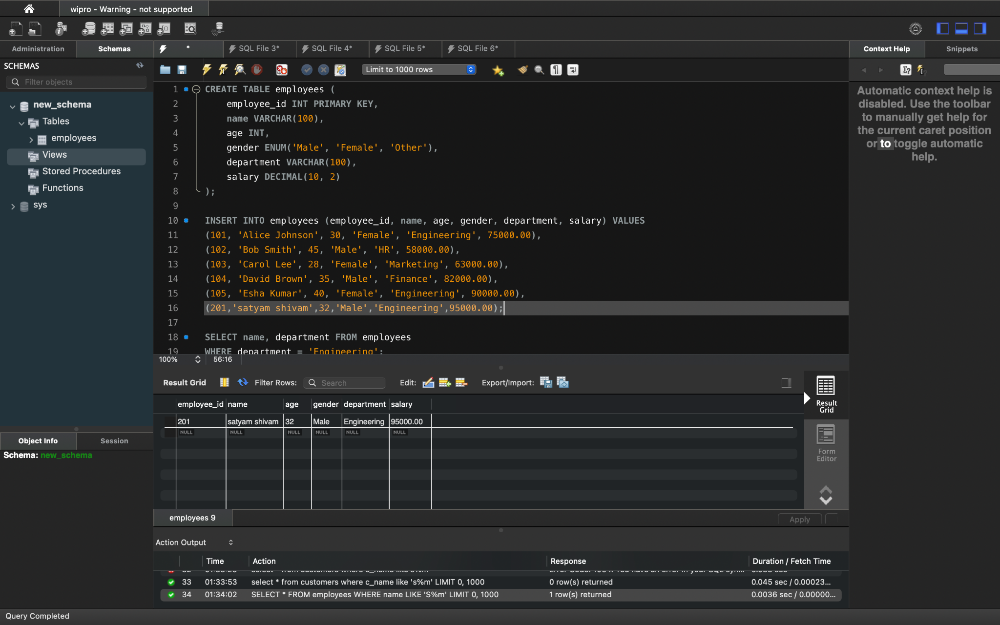 wipro - Warning - not supported
Administration
Schemas
*
SQL File 3*
SQL File 4*
SQL File 5*
SQL File 6*
Context Help
Snippets
SCHEMAS
Filter objects
Limit to 1000 rows
new_schema
Tables
employees
Views
Stored Procedures
Functions
sys
1 CREATE TABLE employees (
2 employee_id INT PRIMARY KEY,
3 name VARCHAR(100),
4 age INT,
5 gender ENUM('Male', 'Female', 'Other'),
6 department VARCHAR(100),
7 salary DECIMAL(10, 2)
8 );
9
10 INSERT INTO employees (employee_id, name, age, gender, department, salary) VALUES
11 (101, 'Alice Johnson', 30, 'Female', 'Engineering', 75000.00),
12 (102, 'Bob Smith', 45, 'Male', 'HR', 58000.00),
13 (103, 'Carol Lee', 28, 'Female', 'Marketing', 63000.00),
14 (104, 'David Brown', 35, 'Male', 'Finance', 82000.00),
15 (105, 'Esha Kumar', 40, 'Female', 'Engineering', 90000.00),
16 (201,'satyam shivam',32,'Male','Engineering',95000.00);
17
18 SELECT name, department FROM employees
19 WHERE department = 'Engineering';
Automatic context help is
disabled. Use the toolbar
to manually get help for
the current caret position
or to toggle automatic
help.
100%
56:16
Result Grid
Filter Rows:
Search
Edit:
Export/Import:
employee_id name age gender department salary
201 satyam shivam 32 Male Engineering 95000.00
NULL NULL NULL NULL NULL NULL
Result
Grid
Form
Editor
Object Info
Session
Schema: new_schema
employees 9
Apply
Action Output
Time Action Response Duration / Fetch Time
33 01:33:53 select * from customers where c_name like 's%m' LIMIT 0, 1000 0 row(s) returned 0.045 sec / 0.00023...
34 01:34:02 SELECT * FROM employees WHERE name LIKE 'S%m' LIMIT 0, 1000 1 row(s) returned 0.0036 sec / 0.00000...
Query Completed